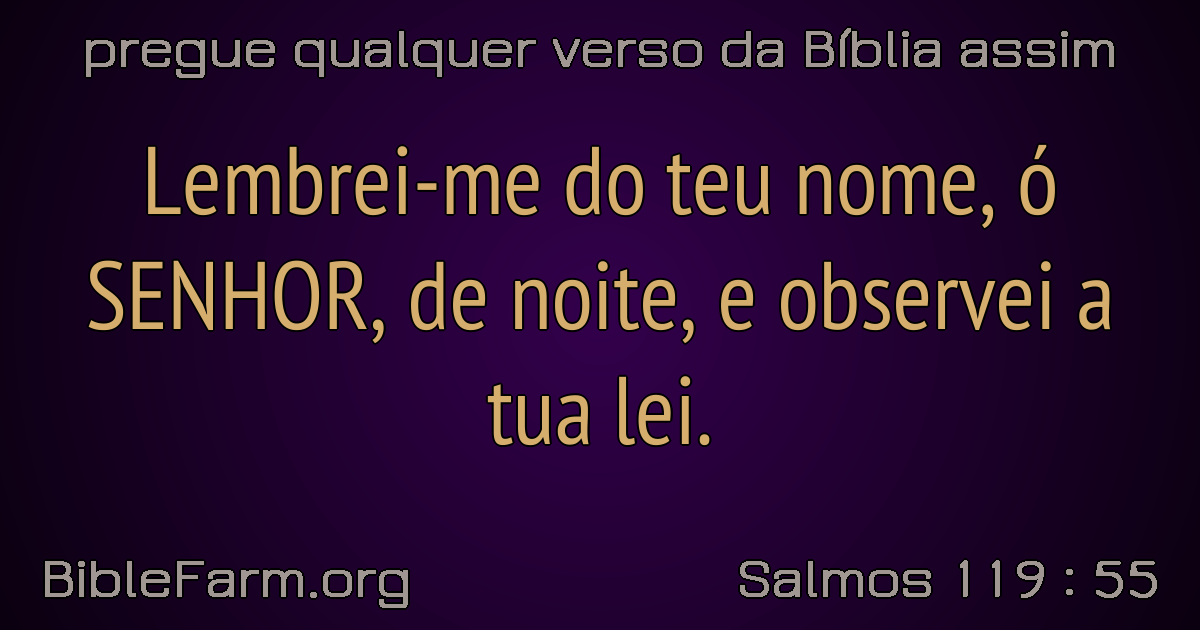 pregue qualquer verso da Bíblia assim
Lembrei-me do teu nome, ó
SENHOR, de noite, e observei a
tua lei.
BibleFarm.org
Salmos 119 : 55